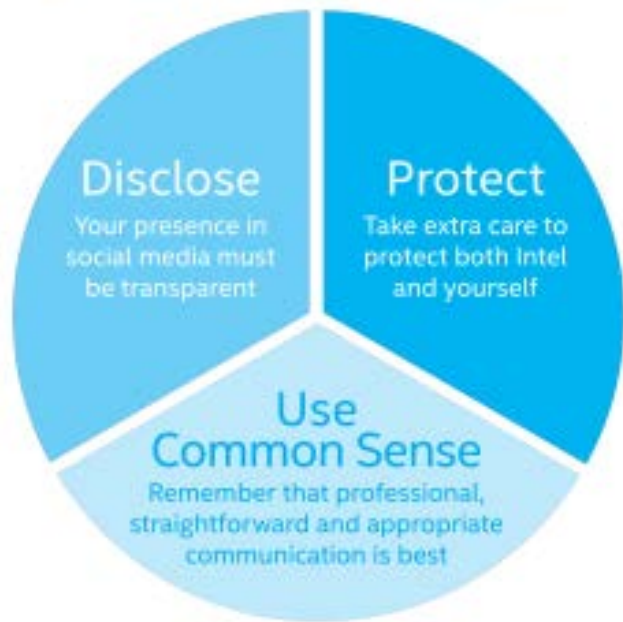 Disclose
Your presence in
social media must
be transparent
Protect
Take extra care to
protect both Intel
and yourself
Use
Common Sense
Remember that professional,
straightforward and appropriate
communication is best